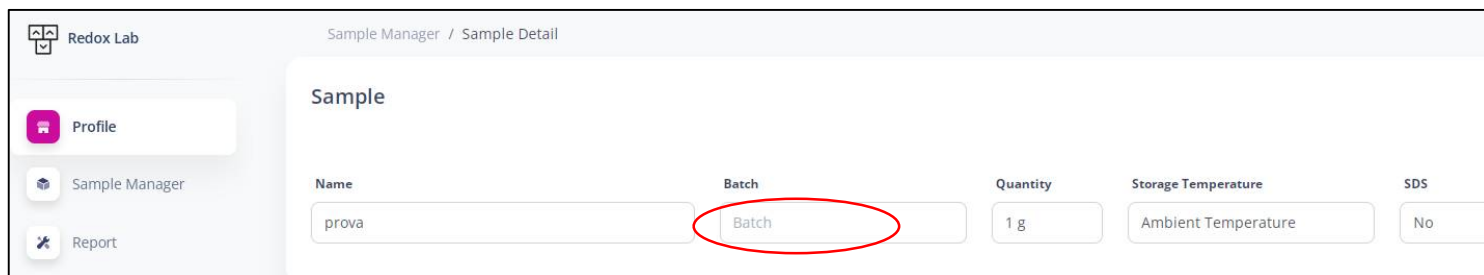 Redox Lab
Sample Manager / Sample Detail
Sample
Profile
Sample Manager
Report
Name
Batch
Quantity
Storage Temperature
SDS
prova
Batch
1 g
Ambient Temperature
No